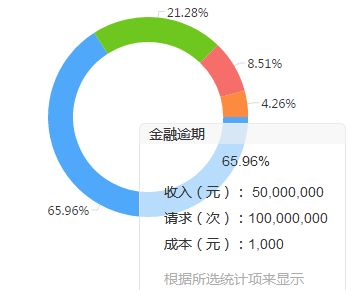 21.28%
8.51%
4.26%
65.96%
金融逾期
65.96%
收入（元）： 50,000,000
请求（次）：100,000,000
成本（元）：1,000
根据所选统计项来显示